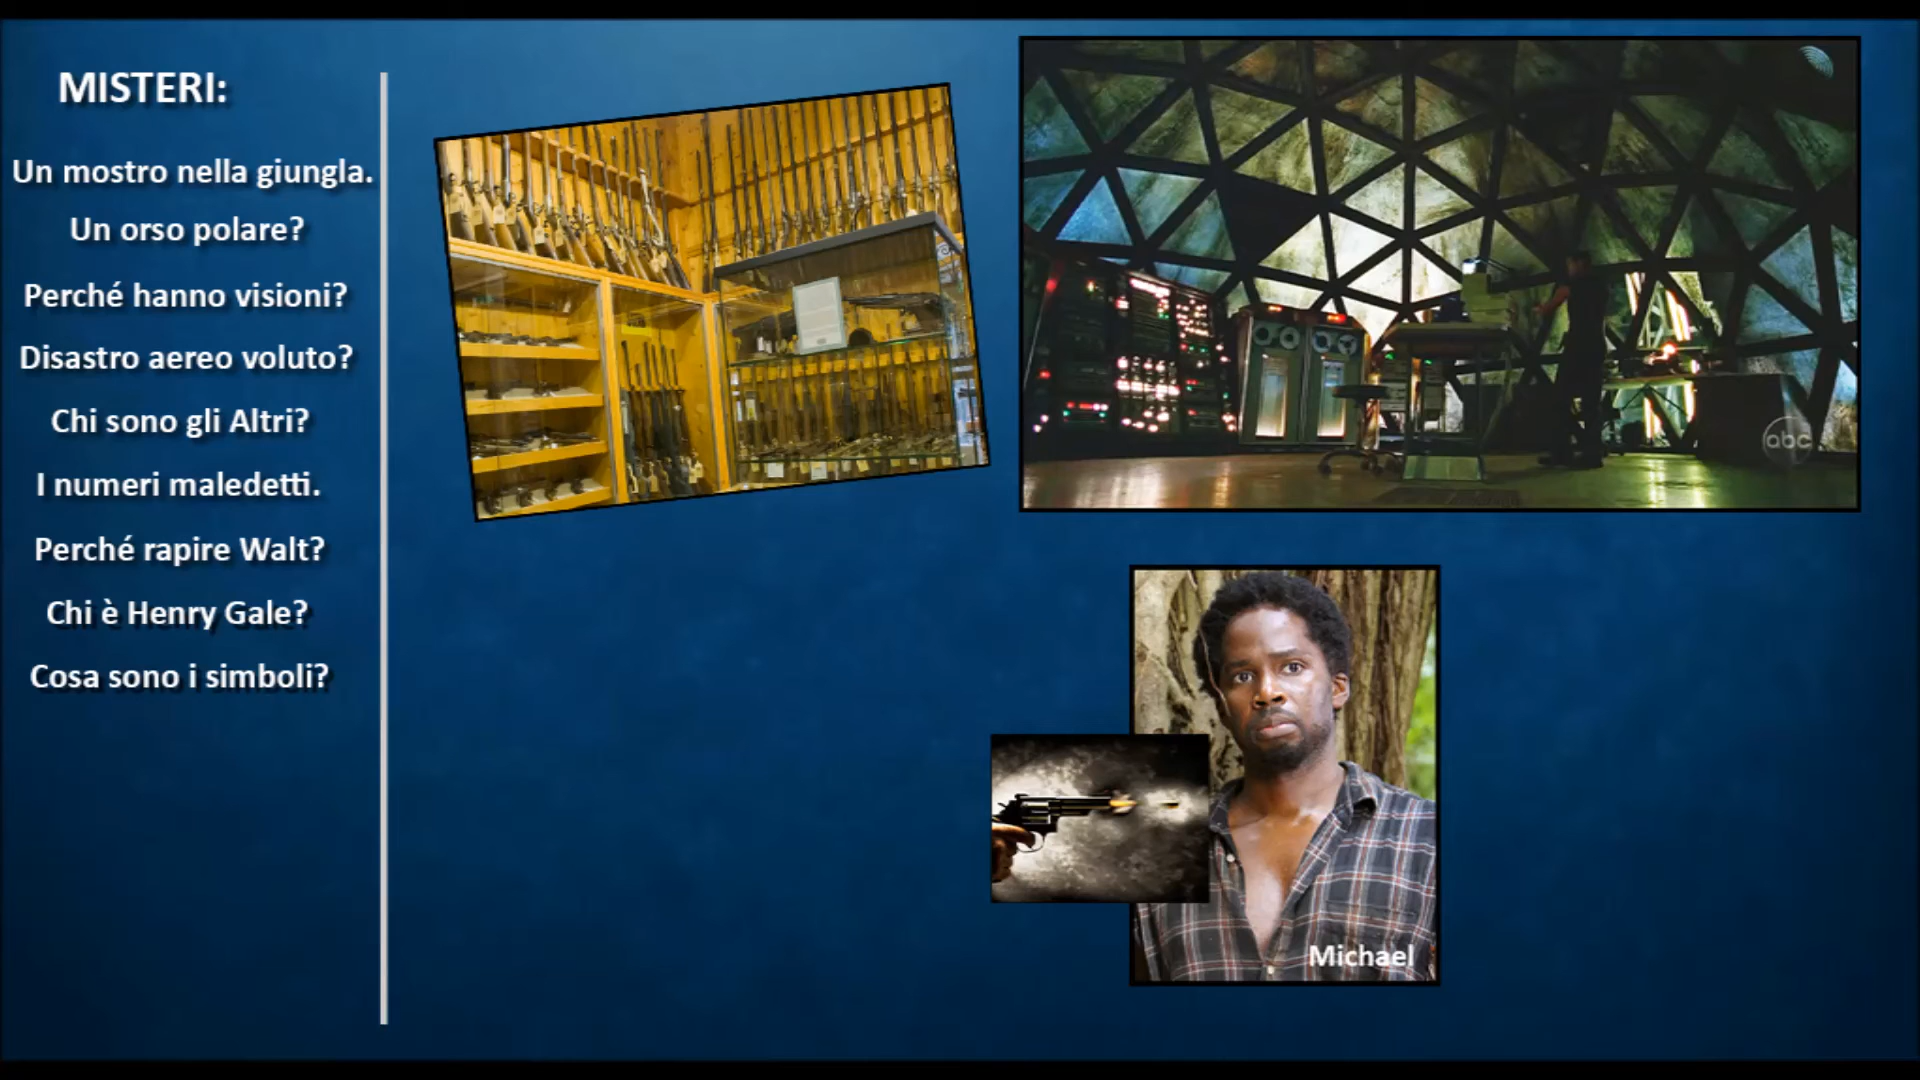 MISTERI:
Un mostro nella giungla.
Un orso polare?
Perché hanno visioni?
Disastro aereo voluto?
Chi sono gli Altri?
I numeri maledetti.
Perché rapire Walt?
Chi è Henry Gale?
Cosa sono i simboli?
abc
Michael